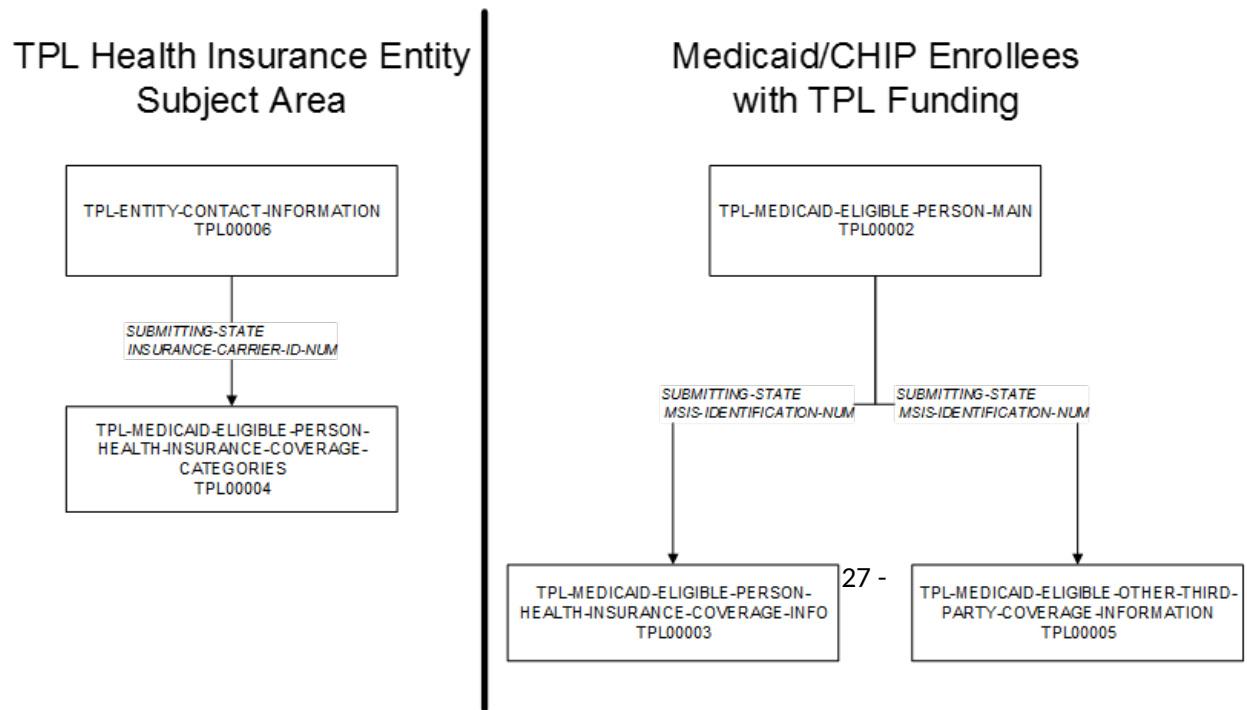 TPL Health Insurance Entity
Subject Area
TPL-ENTITY-CONTACT-INFORMATION
TPL00006
SUBMITTING-STATE
INSURANCE-CARRIER-ID-NUM
TPL-MEDICAID-ELIGIBLE-PERSON-
HEALTH-INSURANCE-COVERAGE-
CATEGORIES
TPL00004
Medicaid/CHIP Enrollees
with TPL Funding
TPL-MEDICAID-ELIGIBLE-PERSON-MAIN
TPL00002
SUBMITTING-STATE
MSIS-IDENTIFICATION-NUM
SUBMITTING-STATE
MSIS-IDENTIFICATION-NUM
TPL-MEDICAID-ELIGIBLE-PERSON-
HEALTH-INSURANCE-COVERAGE-INFO
TPL00003
27 -
TPL-MEDICAID-ELIGIBLE-OTHER-THIRD-
PARTY-COVERAGE-INFORMATION
TPL00005